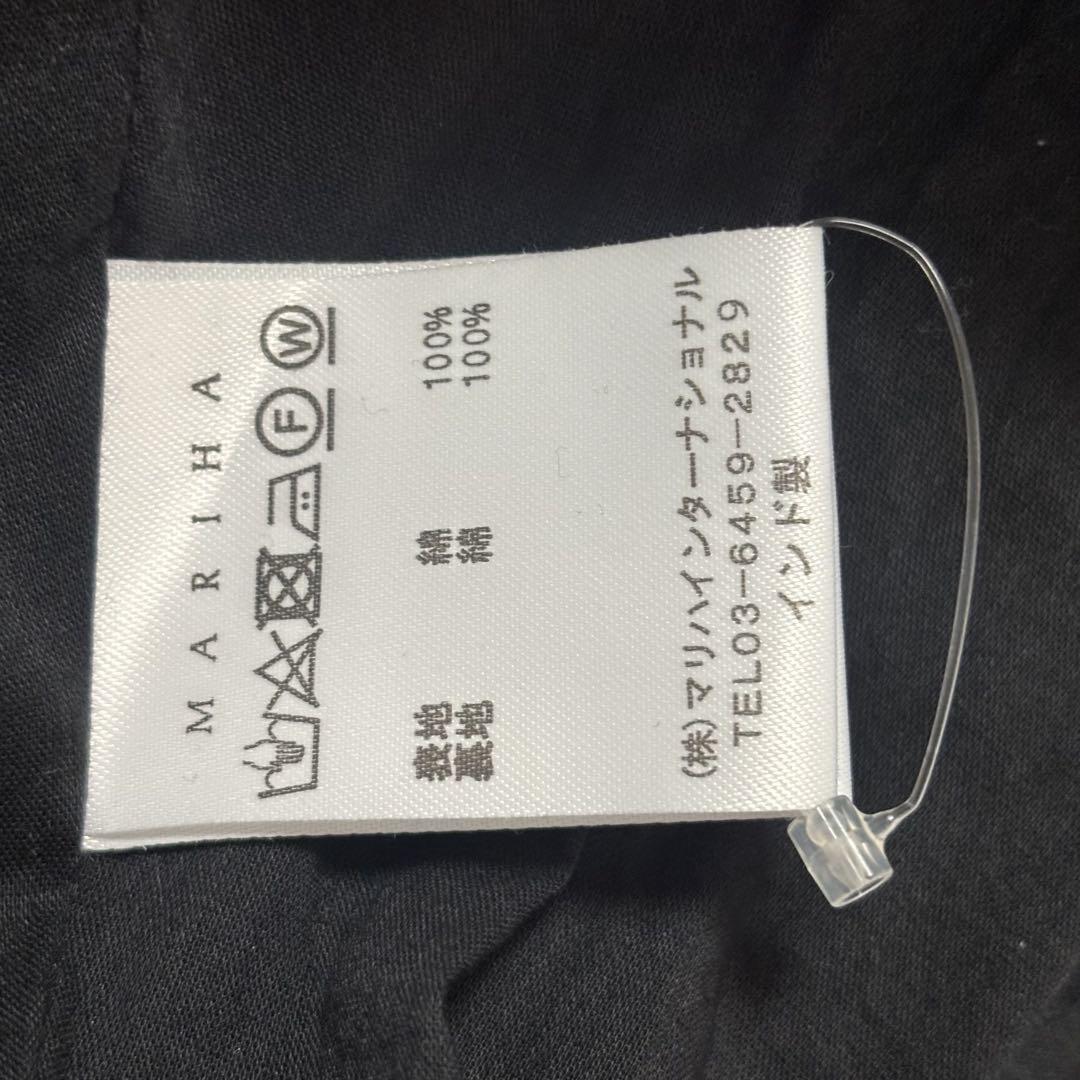 MARIHA
F W
表地 綿 100%
裏地 綿 100%
(株)マリハインターナショナル
TEL03-6459-2829
インド製